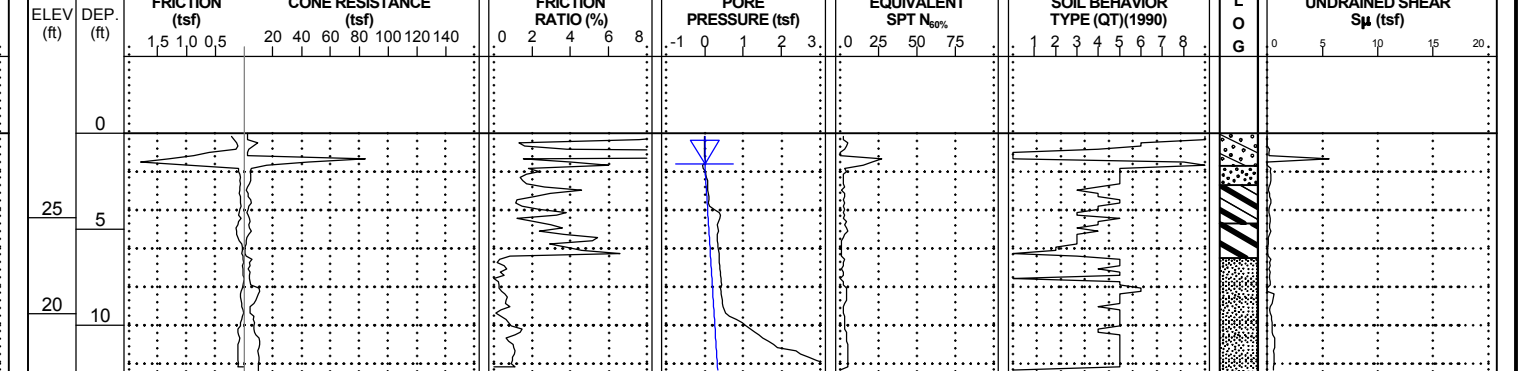 ELEV (ft)
DEP. (ft)
FRICTION (tsf)
CONE RESISTANCE (tsf)
FRICTION RATIO (%)
PORE PRESSURE (tsf)
EQUIVALENT SPT N60%
SOIL BEHAVIOR TYPE (QT)(1990)
L O G
UNDRAINED SHEAR Sμ (tsf)
1,5 1,0 0,5 20 40 60 80 100 120 140
0 2 4 6 8
-1 0 1 2 3
0 25 50 75
1 2 3 4 5 6 7 8
0 5 10 15 20
0
25
5
20
10